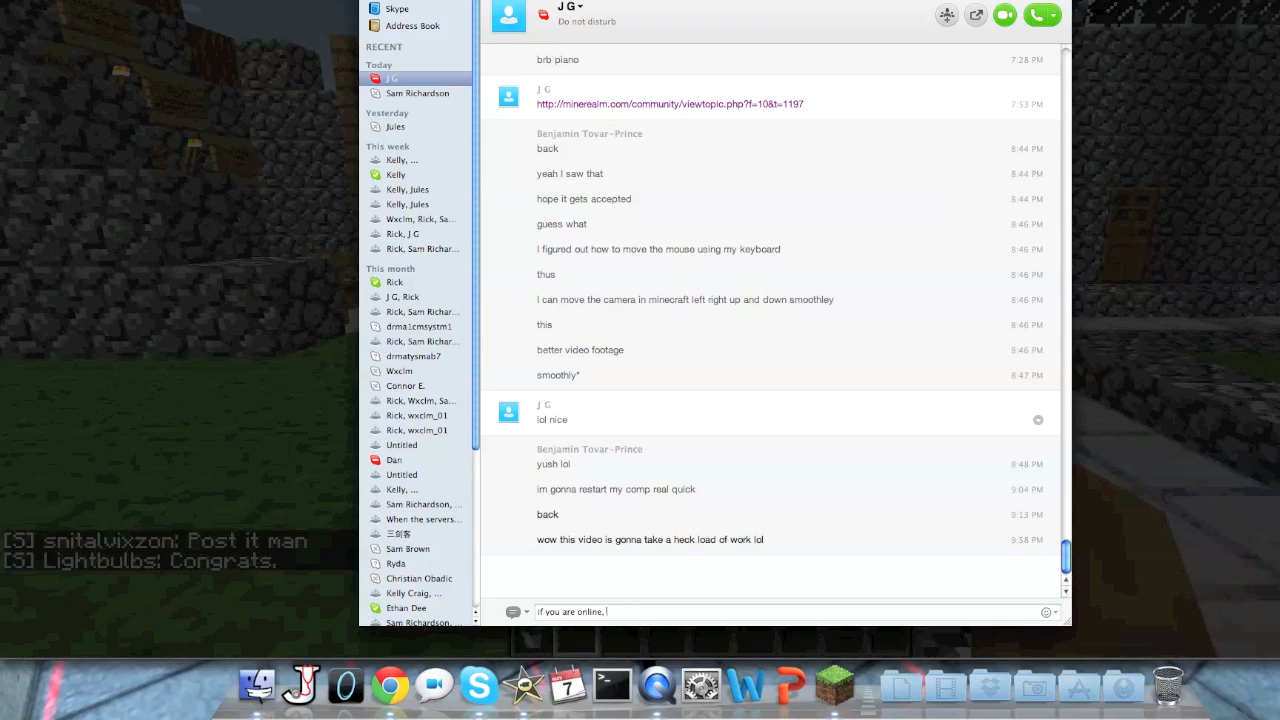 Skype
Address Book
RECENT
Today
J G
Sam Richardson
Yesterday
Jules
This week
Kelly, ...
Kelly
Kelly, Jules
Kelly, Jules
Wxclm, Rick, Sa...
Rick, J G
Rick, Sam Richar...
This month
Rick
J G, Rick
Rick, Sam Richar...
drma1cmsystm1
Rick, Sam Richar...
drmatysmab7
Wxclm
Connor E.
Rick, Wxclm, Sa...
Rick, wxclm_01
Rick, wxclm_01
Untitled
Dan
Untitled
Kelly, ...
Sam Richardson, ...
When the servers...
三剑客
Sam Brown
Ryda
Christian Obadic
Kelly Craig, ...
Ethan Dee
Sam Richardson, ...
J G
Do not disturb
brb piano 7:28 PM
J G
http://minerealm.com/community/viewtopic.php?f=10&t=1197 7:53 PM
Benjamin Tovar-Prince
back 8:44 PM
yeah I saw that 8:44 PM
hope it gets accepted 8:44 PM
guess what 8:46 PM
I figured out how to move the mouse using my keyboard 8:46 PM
thus 8:46 PM
I can move the camera in minecraft left right up and down smoothley 8:46 PM
this 8:46 PM
better video footage 8:46 PM
smoothly* 8:47 PM
J G
lol nice
Benjamin Tovar-Prince
yush lol 8:48 PM
im gonna restart my comp real quick 9:04 PM
back 9:13 PM
wow this video is gonna take a heck load of work lol 9:58 PM
if you are online,
[S] snitalvixzon: Post it man
[S] Lightbulbs: Congrats.
MAY
7